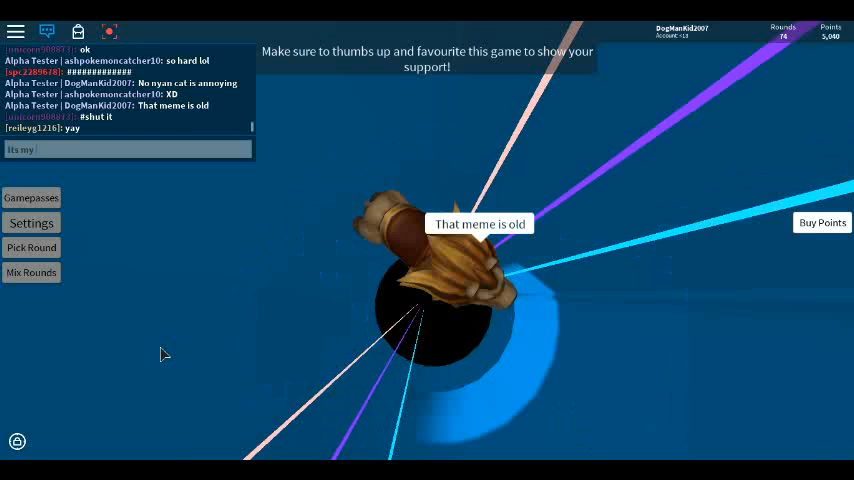 DogManKid2007
Account: <13
Rounds
74
Points
5,040
[unicorn908873]: ok
Alpha Tester | ashpokemoncatcher10: so hard lol
[spc2289678]: #############
Alpha Tester | DogManKid2007: No nyan cat is annoying
Alpha Tester | ashpokemoncatcher10: XD
Alpha Tester | DogManKid2007: That meme is old
[unicorn908873]: #shut it
[reileyg1216]: yay
Its my
Make sure to thumbs up and favourite this game to show your
support!
Gamepasses
Settings
Pick Round
Mix Rounds
That meme is old
Buy Points